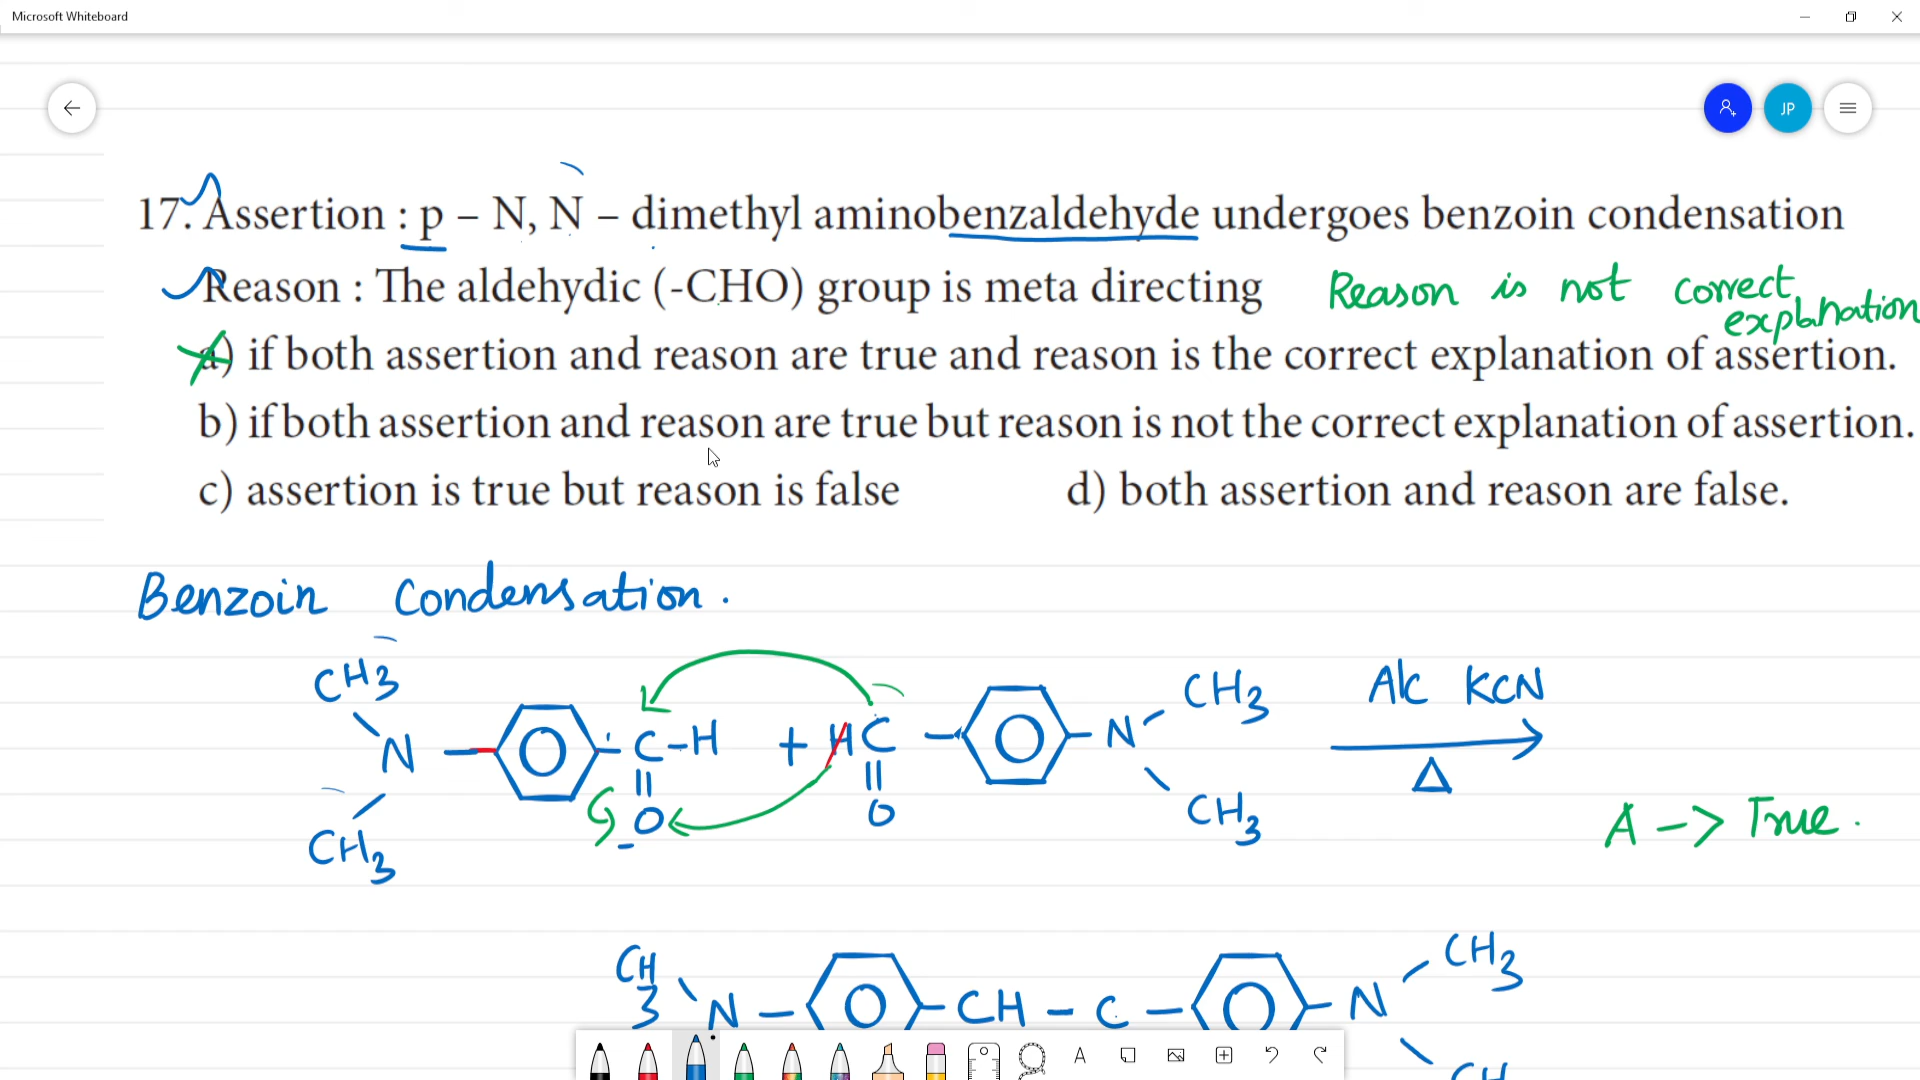 Microsoft Whiteboard
JP
17. Assertion : p – N, N – dimethyl aminobenzaldehyde undergoes benzoin condensation
Reason : The aldehydic (-CHO) group is meta directing
Reason is not correct
explanation
a) if both assertion and reason are true and reason is the correct explanation of assertion.
b) if both assertion and reason are true but reason is not the correct explanation of assertion.
c) assertion is true but reason is false d) both assertion and reason are false.
Benzoin Condensation.
CH3 CH3 Alc KCN
N C–H + H C N
|| ||
O O Δ
CH3 CH3
A –> True.
CH3 CH3
N – CH – C – N
CH
A